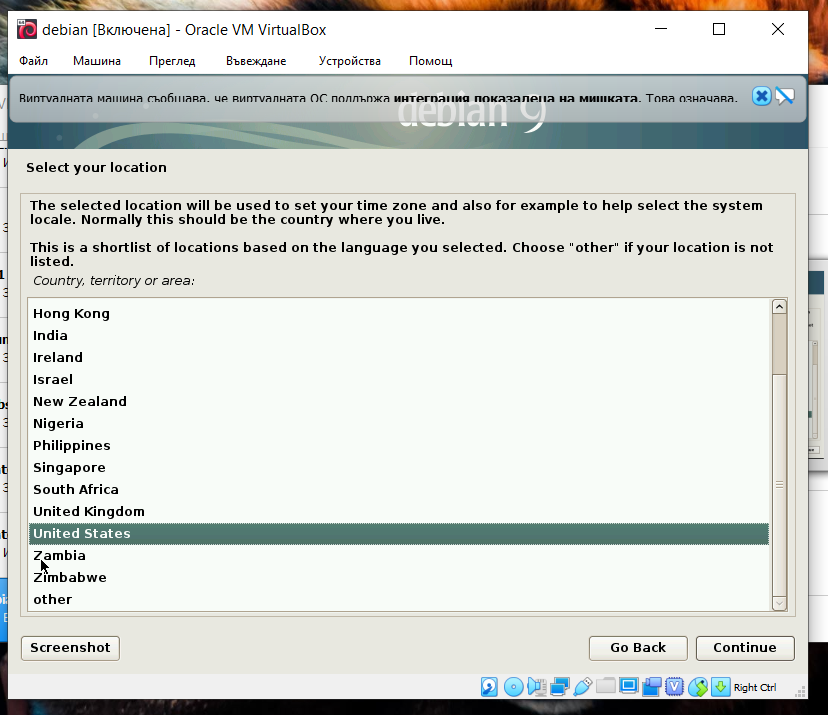 debian [Включена] - Oracle VM VirtualBox
Файл Машина Преглед Въвеждане Устройства Помощ
Виртуалната машина съобщава, че виртуалната ОС поддържа интеграция показалеца на мишката. Това означава,
debian 9
Select your location
The selected location will be used to set your time zone and also for example to help select the system
locale. Normally this should be the country where you live.
This is a shortlist of locations based on the language you selected. Choose "other" if your location is not
listed.
Country, territory or area:
Hong Kong
India
Ireland
Israel
New Zealand
Nigeria
Philippines
Singapore
South Africa
United Kingdom
United States
Zambia
Zimbabwe
other
Screenshot Go Back Continue
Right Ctrl